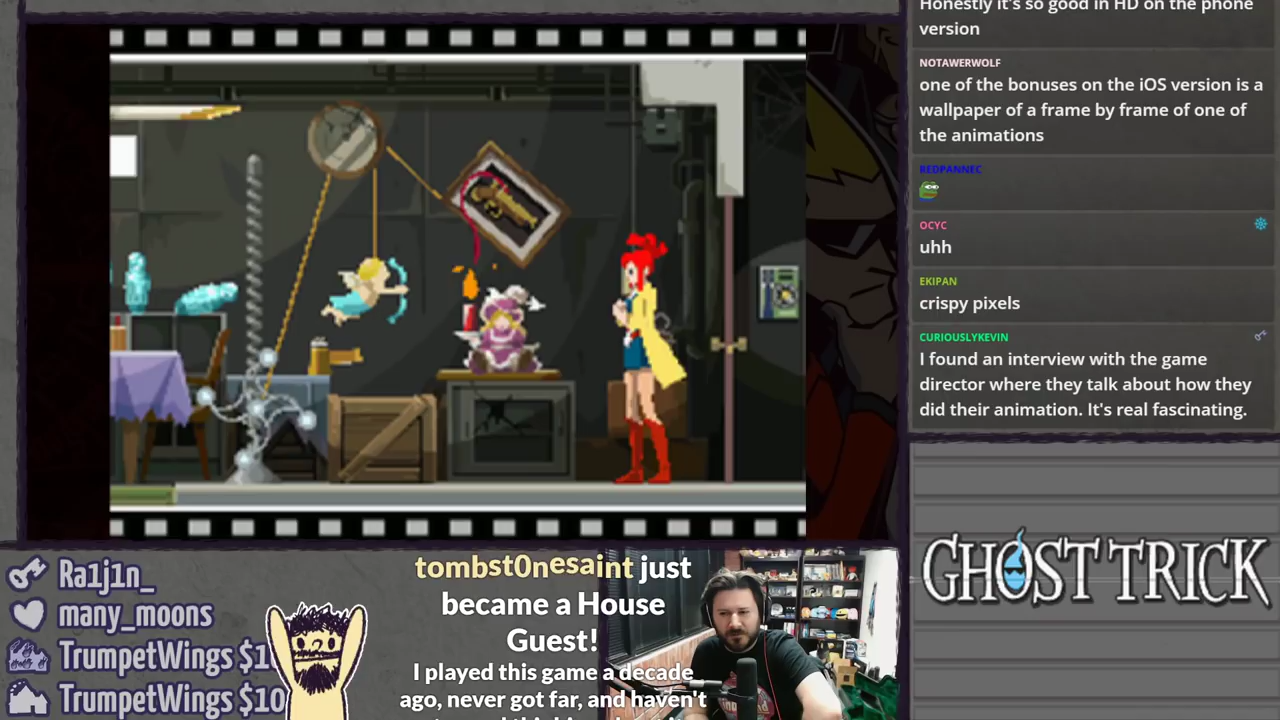 Honestly it's so good in HD on the phone
version
NOTAWERWOLF
one of the bonuses on the iOS version is a
wallpaper of a frame by frame of one of
the animations
REDPANNEC
OCYC
uhh
EKIPAN
crispy pixels
CURIOUSLYKEVIN
I found an interview with the game
director where they talk about how they
did their animation. It's real fascinating.
GHOST TRICK
Ra1j1n_
many_moons
TrumpetWings $10
TrumpetWings $10
tombst0nesaint just
became a House
Guest!
I played this game a decade
ago, never got far, and haven't